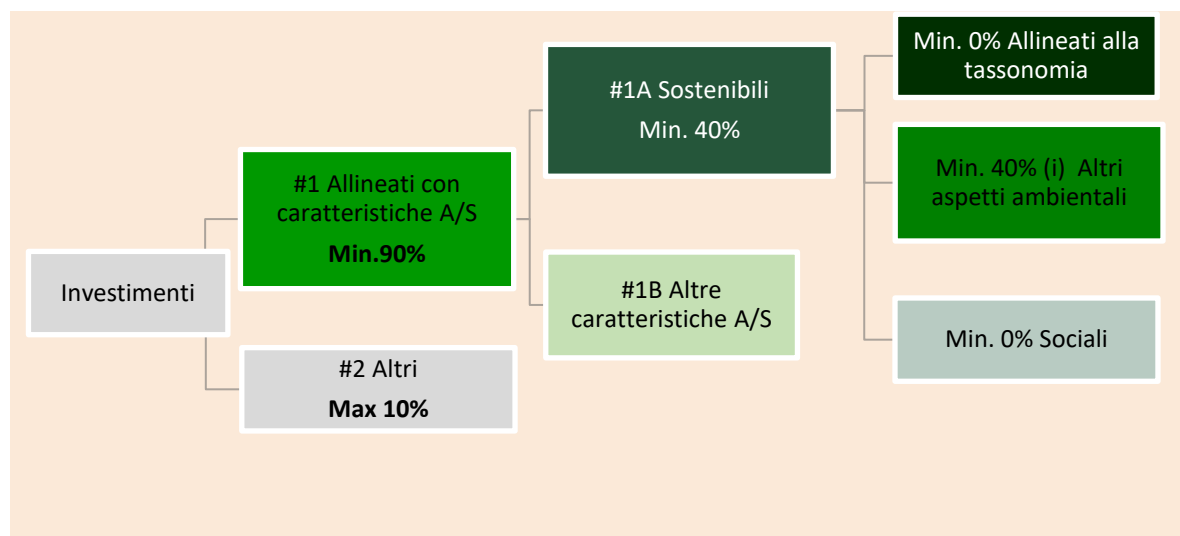 Investimenti
#1 Allineati con
caratteristiche A/S
Min.90%
#2 Altri
Max 10%
#1A Sostenibili
Min. 40%
#1B Altre
caratteristiche A/S
Min. 0% Allineati alla
tassonomia
Min. 40% (i) Altri
aspetti ambientali
Min. 0% Sociali